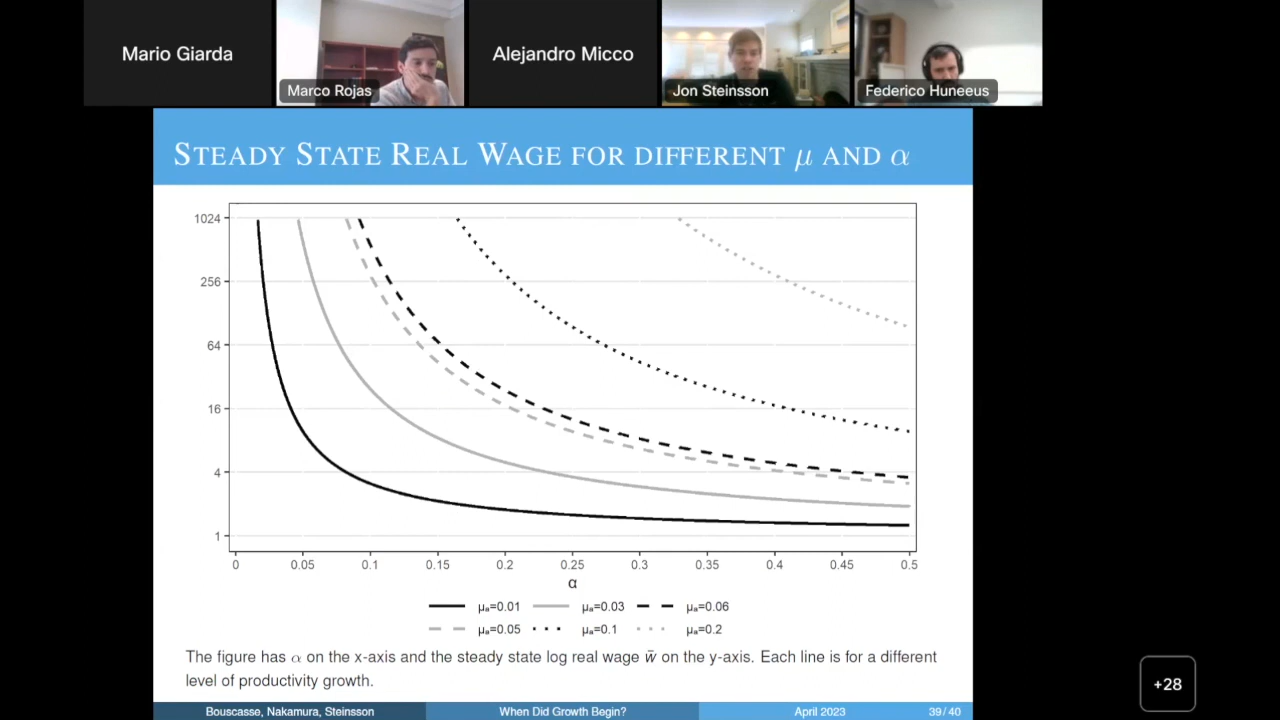 Mario Giarda
Marco Rojas
Alejandro Micco
Jon Steinsson
Federico Huneeus
STEADY STATE REAL WAGE FOR DIFFERENT μ AND α
1024
256
64
16
4
1
0 0.05 0.1 0.15 0.2 0.25 0.3 0.35 0.4 0.45 0.5
α
μₐ=0.01 μₐ=0.03 μₐ=0.06
μₐ=0.05 μₐ=0.1 μₐ=0.2
The figure has α on the x-axis and the steady state log real wage w̄ on the y-axis. Each line is for a different
level of productivity growth.
Bouscasse, Nakamura, Steinsson When Did Growth Begin? April 2023 39 / 40
+28